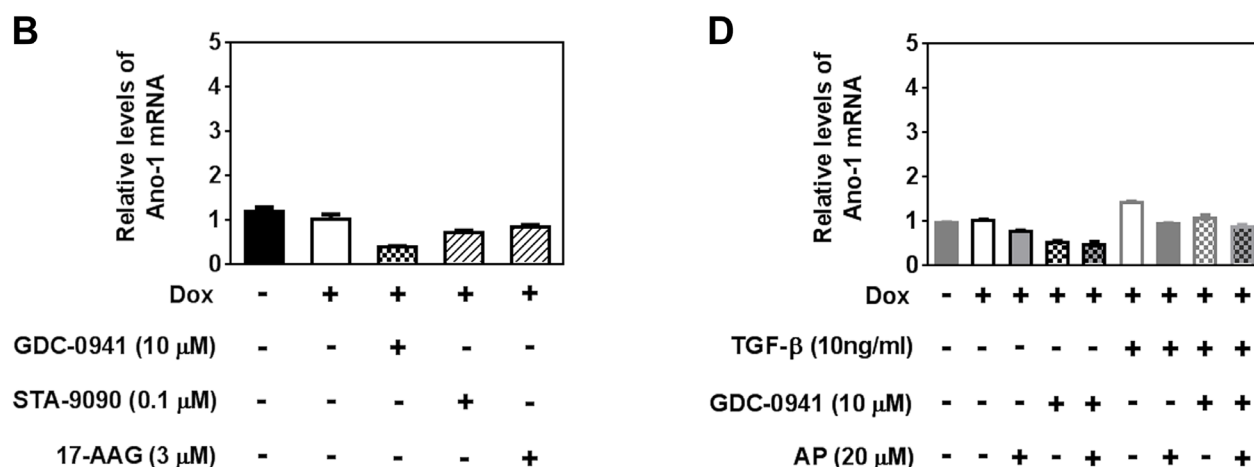 B
Relative levels of
Ano-1 mRNA
5
4
3
2
1
0
Dox - + + + +
GDC-0941 (10 μM) - - + - -
STA-9090 (0.1 μM) - - - + -
17-AAG (3 μM) - - - - +
D
Relative levels of
Ano-1 mRNA
5
4
3
2
1
0
Dox - + + + + + + + +
TGF-β (10ng/ml) - - - - - + + + +
GDC-0941 (10 μM) - - - + + - - + +
AP (20 μM) - - + - + - + - +